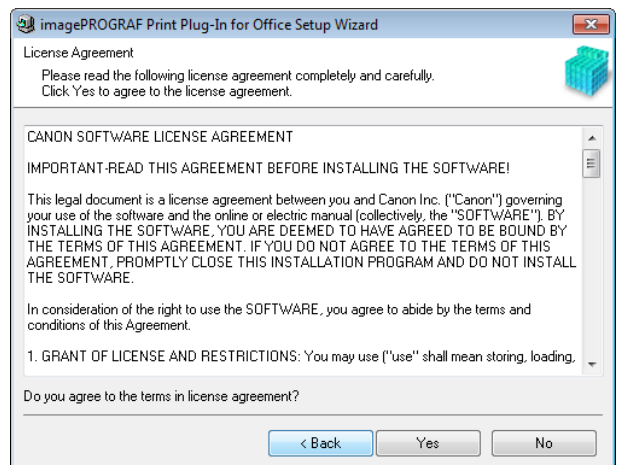 imagePROGRAF Print Plug-In for Office Setup Wizard
License Agreement
Please read the following license agreement completely and carefully.
Click Yes to agree to the license agreement.
CANON SOFTWARE LICENSE AGREEMENT
IMPORTANT-READ THIS AGREEMENT BEFORE INSTALLING THE SOFTWARE!
This legal document is a license agreement between you and Canon Inc. ("Canon") governing
your use of the software and the online or electric manual (collectively, the "SOFTWARE"). BY
INSTALLING THE SOFTWARE, YOU ARE DEEMED TO HAVE AGREED TO BE BOUND BY
THE TERMS OF THIS AGREEMENT. IF YOU DO NOT AGREE TO THE TERMS OF THIS
AGREEMENT, PROMPTLY CLOSE THIS INSTALLATION PROGRAM AND DO NOT INSTALL
THE SOFTWARE.
In consideration of the right to use the SOFTWARE, you agree to abide by the terms and
conditions of this Agreement.
1. GRANT OF LICENSE AND RESTRICTIONS: You may use ("use" shall mean storing, loading,
Do you agree to the terms in license agreement?
< Back Yes No